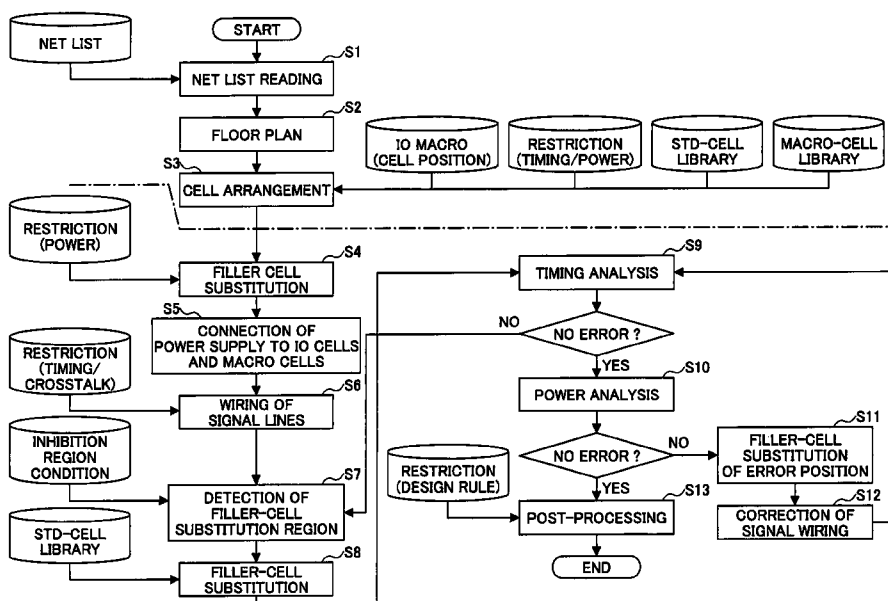 START
NET LIST
S1
NET LIST READING
S2
FLOOR PLAN
IO MACRO
(CELL POSITION)
RESTRICTION
(TIMING/POWER)
STD-CELL
LIBRARY
MACRO-CELL
LIBRARY
S3
CELL ARRANGEMENT
RESTRICTION
(POWER)
S4
FILLER CELL
SUBSTITUTION
S5
CONNECTION OF
POWER SUPPLY TO IO CELLS
AND MACRO CELLS
RESTRICTION
(TIMING/
CROSSTALK)
S6
WIRING OF
SIGNAL LINES
INHIBITION
REGION
CONDITION
S7
DETECTION OF
FILLER-CELL
SUBSTITUTION REGION
STD-CELL
LIBRARY
S8
FILLER-CELL
SUBSTITUTION
S9
TIMING ANALYSIS
NO
NO ERROR ?
YES
S10
POWER ANALYSIS
NO ERROR ?
NO
S11
FILLER-CELL
SUBSTITUTION
OF ERROR POSITION
RESTRICTION
(DESIGN RULE)
YES
S13
POST-PROCESSING
S12
CORRECTION OF
SIGNAL WIRING
END